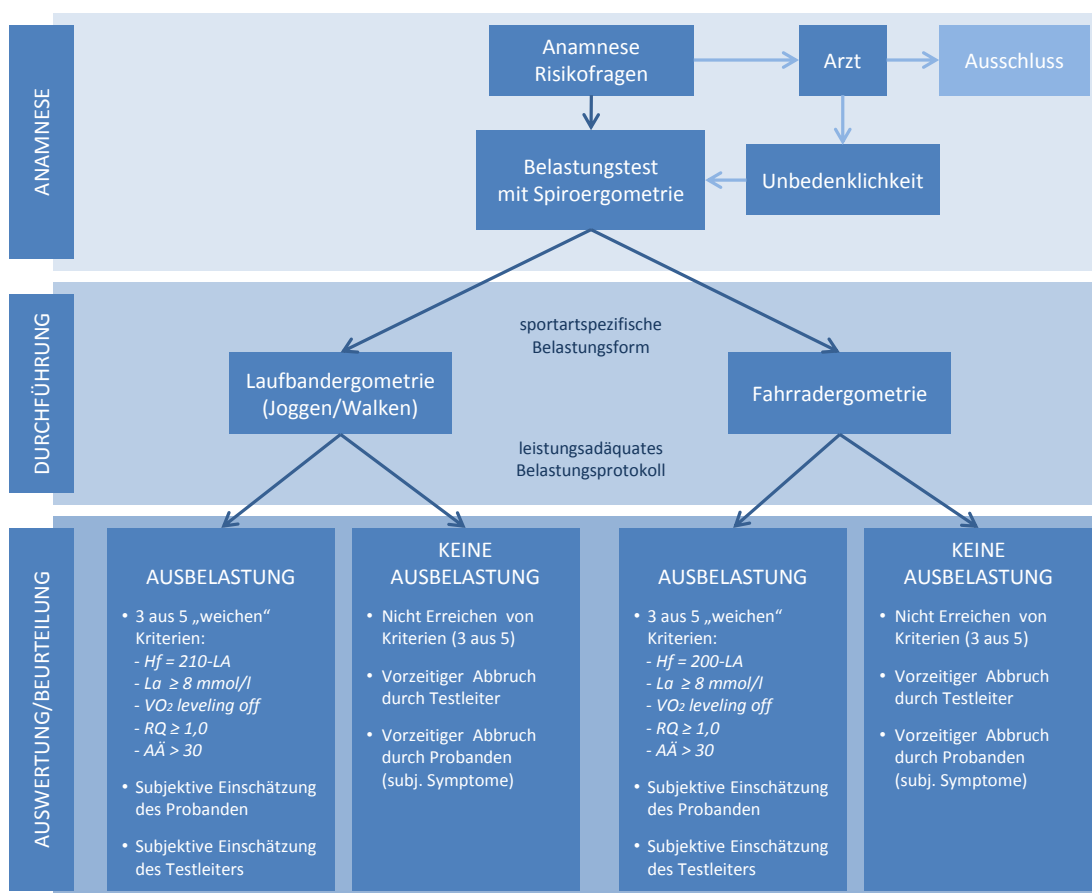 ANAMNESE
Anamnese
Risikofragen
Arzt
Ausschluss
Belastungstest
mit Spiroergometrie
Unbedenklichkeit
DURCHFÜHRUNG
sportartspezifische
Belastungsform
Laufbandergometrie
(Joggen/Walken)
Fahrradergometrie
leistungsadäquates
Belastungsprotokoll
AUSWERTUNG/BEURTEILUNG
AUSBELASTUNG
• 3 aus 5 „weichen“
Kriterien:
- Hf = 210-LA
- La ≥ 8 mmol/l
- VO₂ leveling off
- RQ ≥ 1,0
- AÄ > 30
• Subjektive Einschätzung
des Probanden
• Subjektive Einschätzung
des Testleiters
KEINE
AUSBELASTUNG
• Nicht Erreichen von
Kriterien (3 aus 5)
• Vorzeitiger Abbruch
durch Testleiter
• Vorzeitiger Abbruch
durch Probanden
(subj. Symptome)
AUSBELASTUNG
• 3 aus 5 „weichen“
Kriterien:
- Hf = 200-LA
- La ≥ 8 mmol/l
- VO₂ leveling off
- RQ ≥ 1,0
- AÄ > 30
• Subjektive Einschätzung
des Probanden
• Subjektive Einschätzung
des Testleiters
KEINE
AUSBELASTUNG
• Nicht Erreichen von
Kriterien (3 aus 5)
• Vorzeitiger Abbruch
durch Testleiter
• Vorzeitiger Abbruch
durch Probanden
(subj. Symptome)